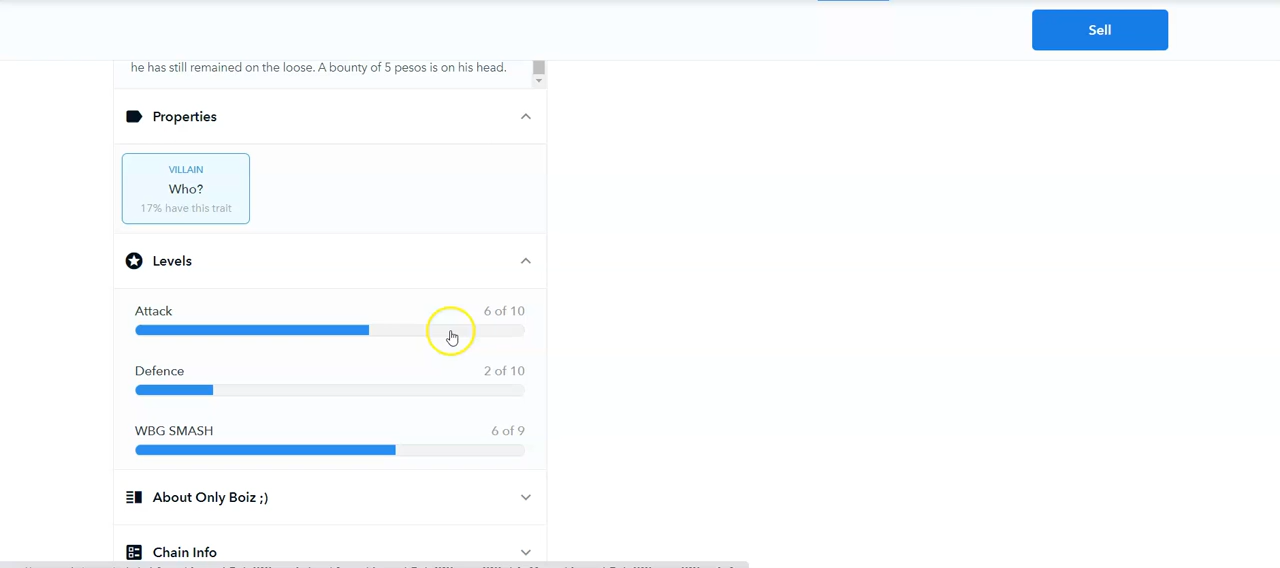 Sell
he has still remained on the loose. A bounty of 5 pesos is on his head.
Properties
VILLAIN
Who?
17% have this trait
Levels
Attack 6 of 10
Defence 2 of 10
WBG SMASH 6 of 9
About Only Boiz ;)
Chain Info